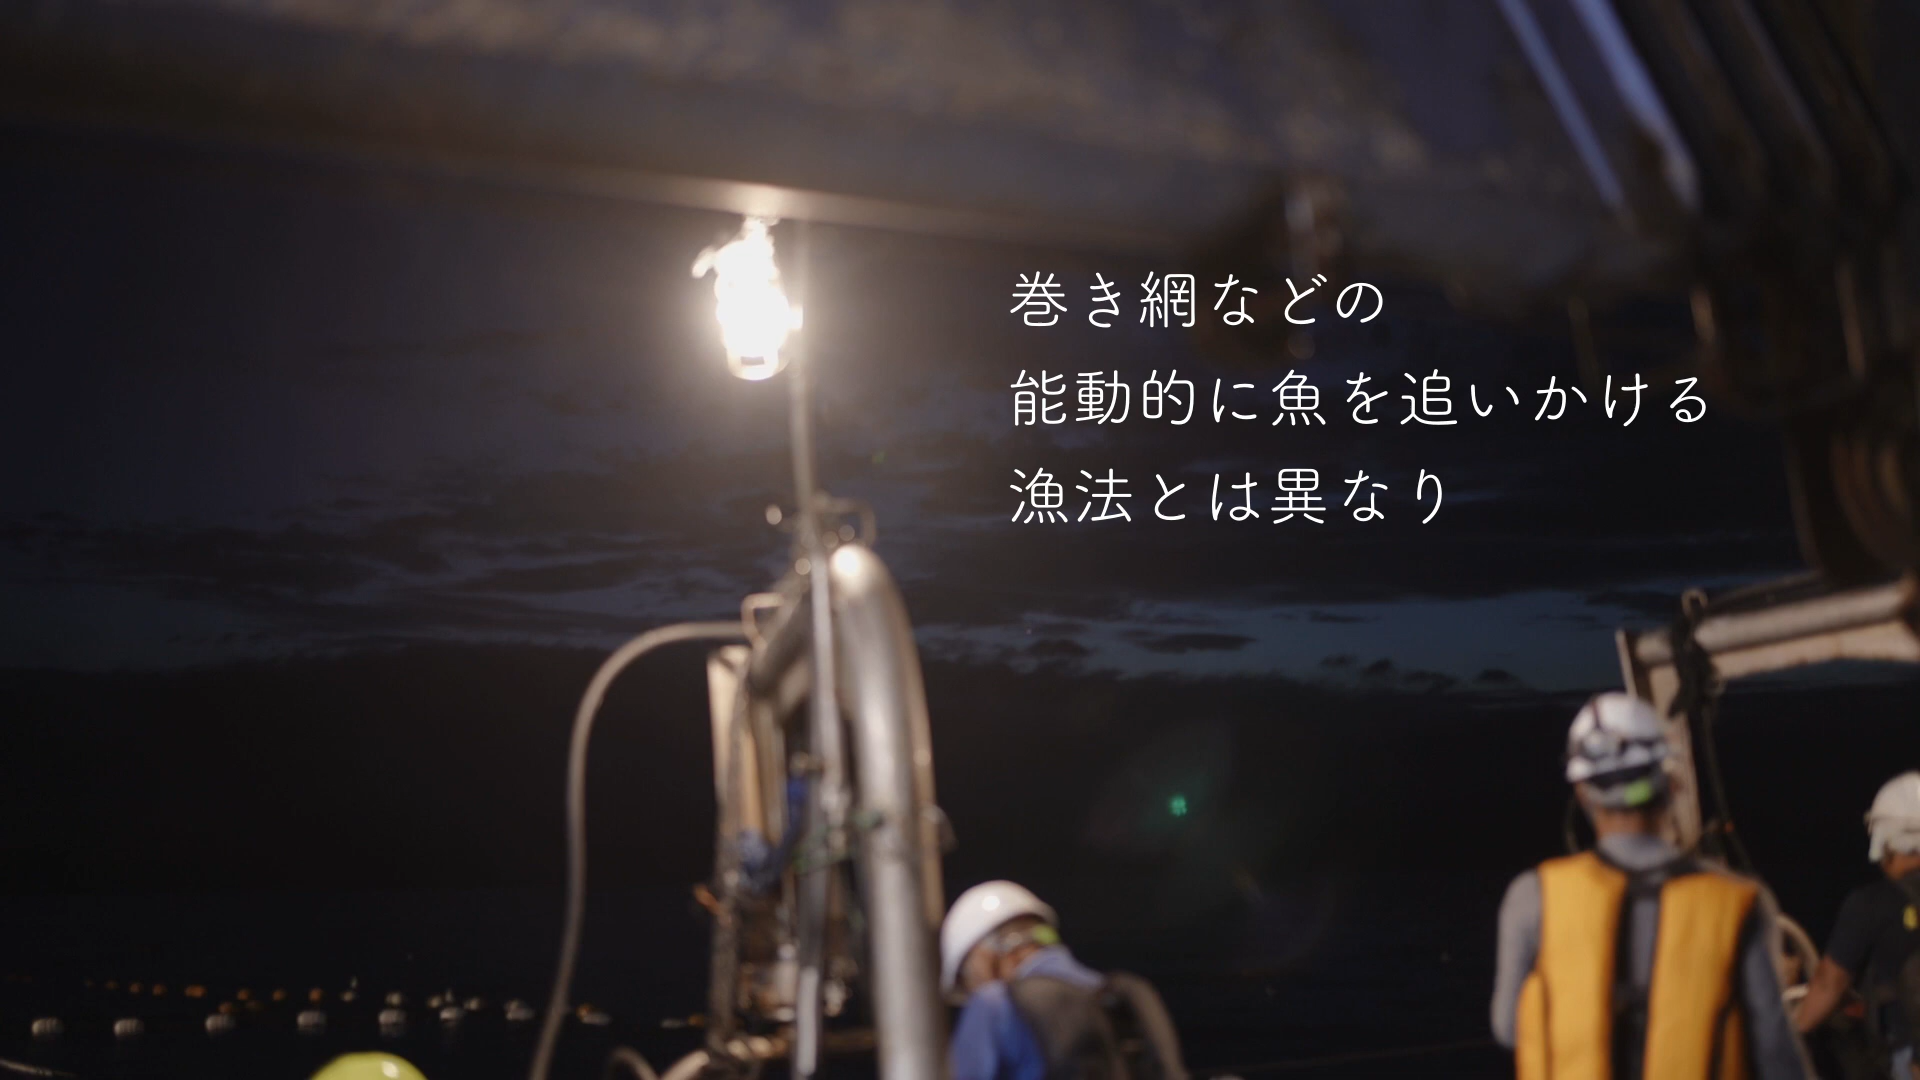 巻き網などの
能動的に魚を追いかける
漁法とは異なり